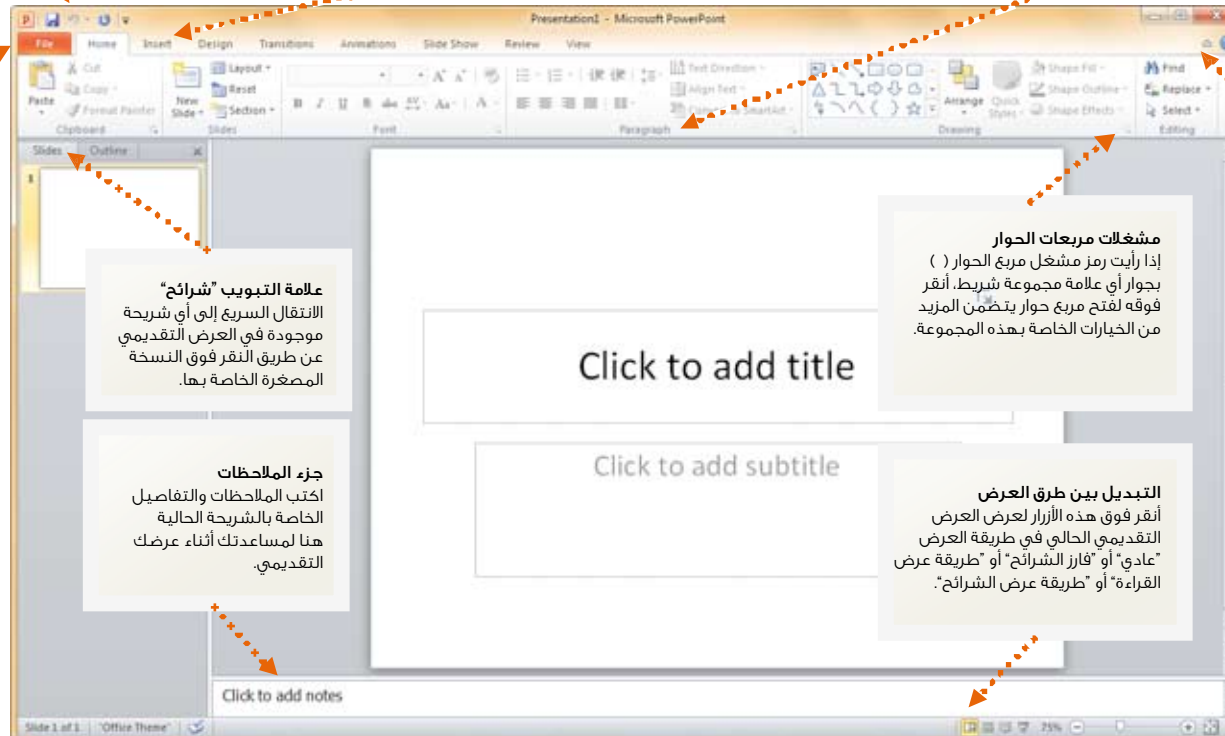 Presentation1 - Microsoft PowerPoint
File Home Insert Design Transitions Animations Slide Show Review View
Cut
Copy
Format Painter
Paste
Clipboard
New Slide
Layout
Reset
Section
Slides
Font
Text Direction
Align Text
Convert to SmartArt
Paragraph
Arrange
Quick Styles
Shape Fill
Shape Outline
Shape Effects
Drawing
Find
Replace
Select
Editing
Slides Outline
1
مشغلات مربعات الحوار
إذا رأيت رمز مشغل مربع الحوار ( )
بجوار أي علامة مجموعة شريط، أنقر
فوقه لفتح مربع حوار يتضمن المزيد
من الخيارات الخاصة بهذه المجموعة.
علامة التبويب "شرائح"
الانتقال السريع إلى أي شريحة
موجودة في العرض التقديمي
عن طريق النقر فوق النسخة
المصغرة الخاصة بها.
Click to add title
Click to add subtitle
جزء الملاحظات
اكتب الملاحظات والتفاصيل
الخاصة بالشريحة الحالية
هنا لمساعدتك أثناء عرضك
التقديمي.
التبديل بين طرق العرض
أنقر فوق هذه الأزرار لعرض العرض
التقديمي الحالي في طريقة العرض
"عادي" أو "فارز الشرائح" أو "طريقة عرض
القراءة" أو "طريقة عرض الشرائح".
Click to add notes
Slide 1 of 1 "Office Theme" 75%